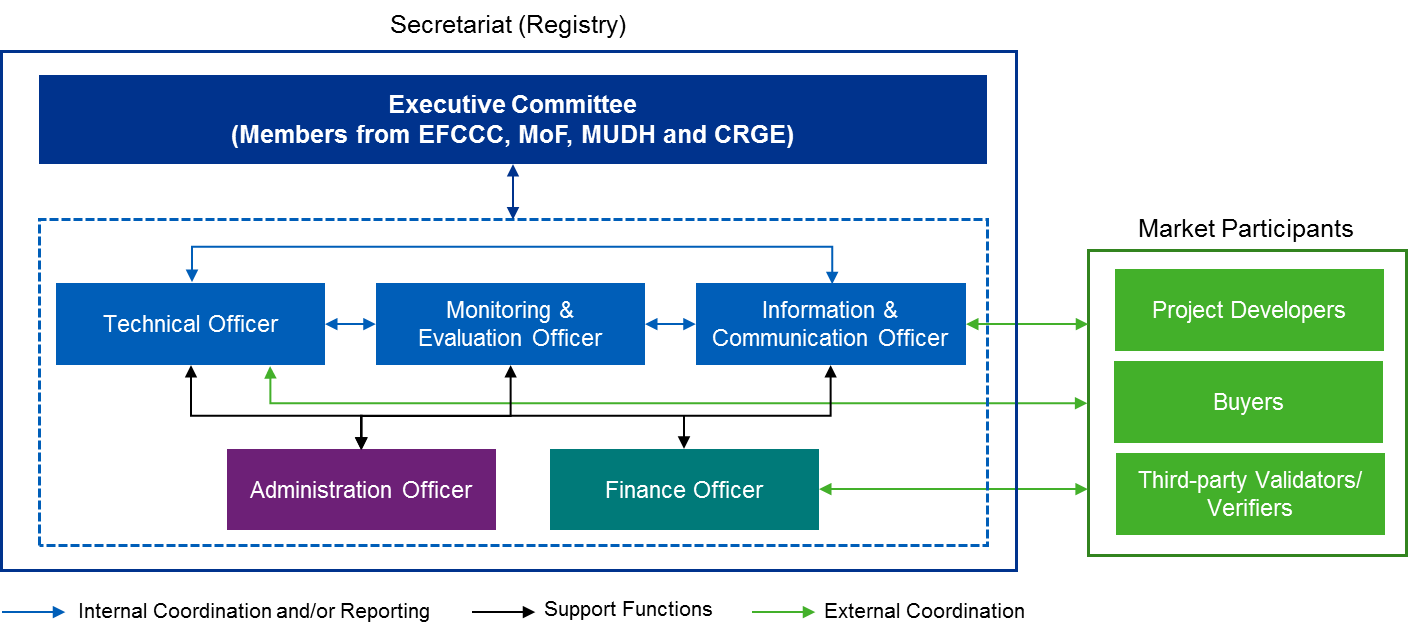 Secretariat (Registry)
Executive Committee
(Members from EFCCC, MoF, MUDH and CRGE)
Market Participants
Technical Officer
Monitoring &
Evaluation Officer
Information &
Communication Officer
Project Developers
Buyers
Administration Officer
Finance Officer
Third-party Validators/
Verifiers
Internal Coordination and/or Reporting
Support Functions
External Coordination